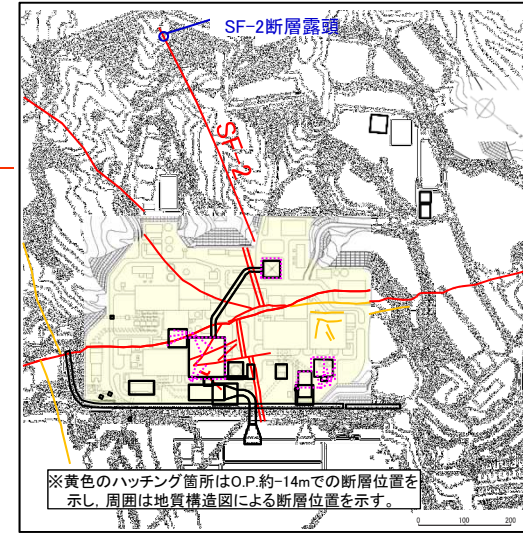 SF-2断層露頭
SF-2
※黄色のハッチング箇所はO.P.約-14mでの断層位置を
示し,周囲は地質構造図による断層位置を示す。
0 100 200